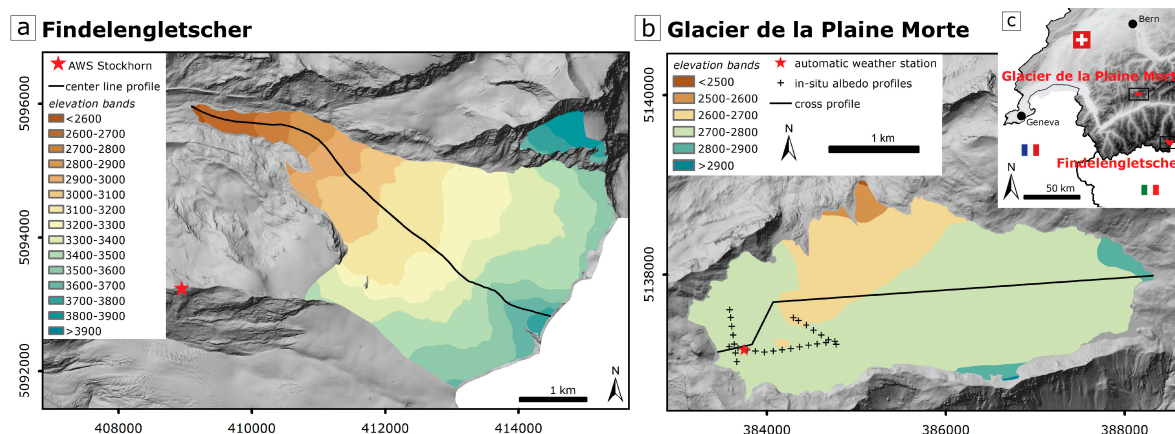 a Findelengletscher
AWS Stockhorn
center line profile
elevation bands
<2600
2600-2700
2700-2800
2800-2900
2900-3000
3000-3100
3100-3200
3200-3300
3300-3400
3400-3500
3500-3600
3600-3700
3700-3800
3800-3900
>3900
5096000
5094000
5092000
408000
410000
412000
414000
1 km
N
b Glacier de la Plaine Morte
elevation bands
<2500
2500-2600
2600-2700
2700-2800
2800-2900
>2900
automatic weather station
in-situ albedo profiles
cross profile
N
1 km
5140000
5138000
384000
386000
388000
c
Bern
Glacier de la Plaine Mort
Geneva
Findelengletsche
N
50 km